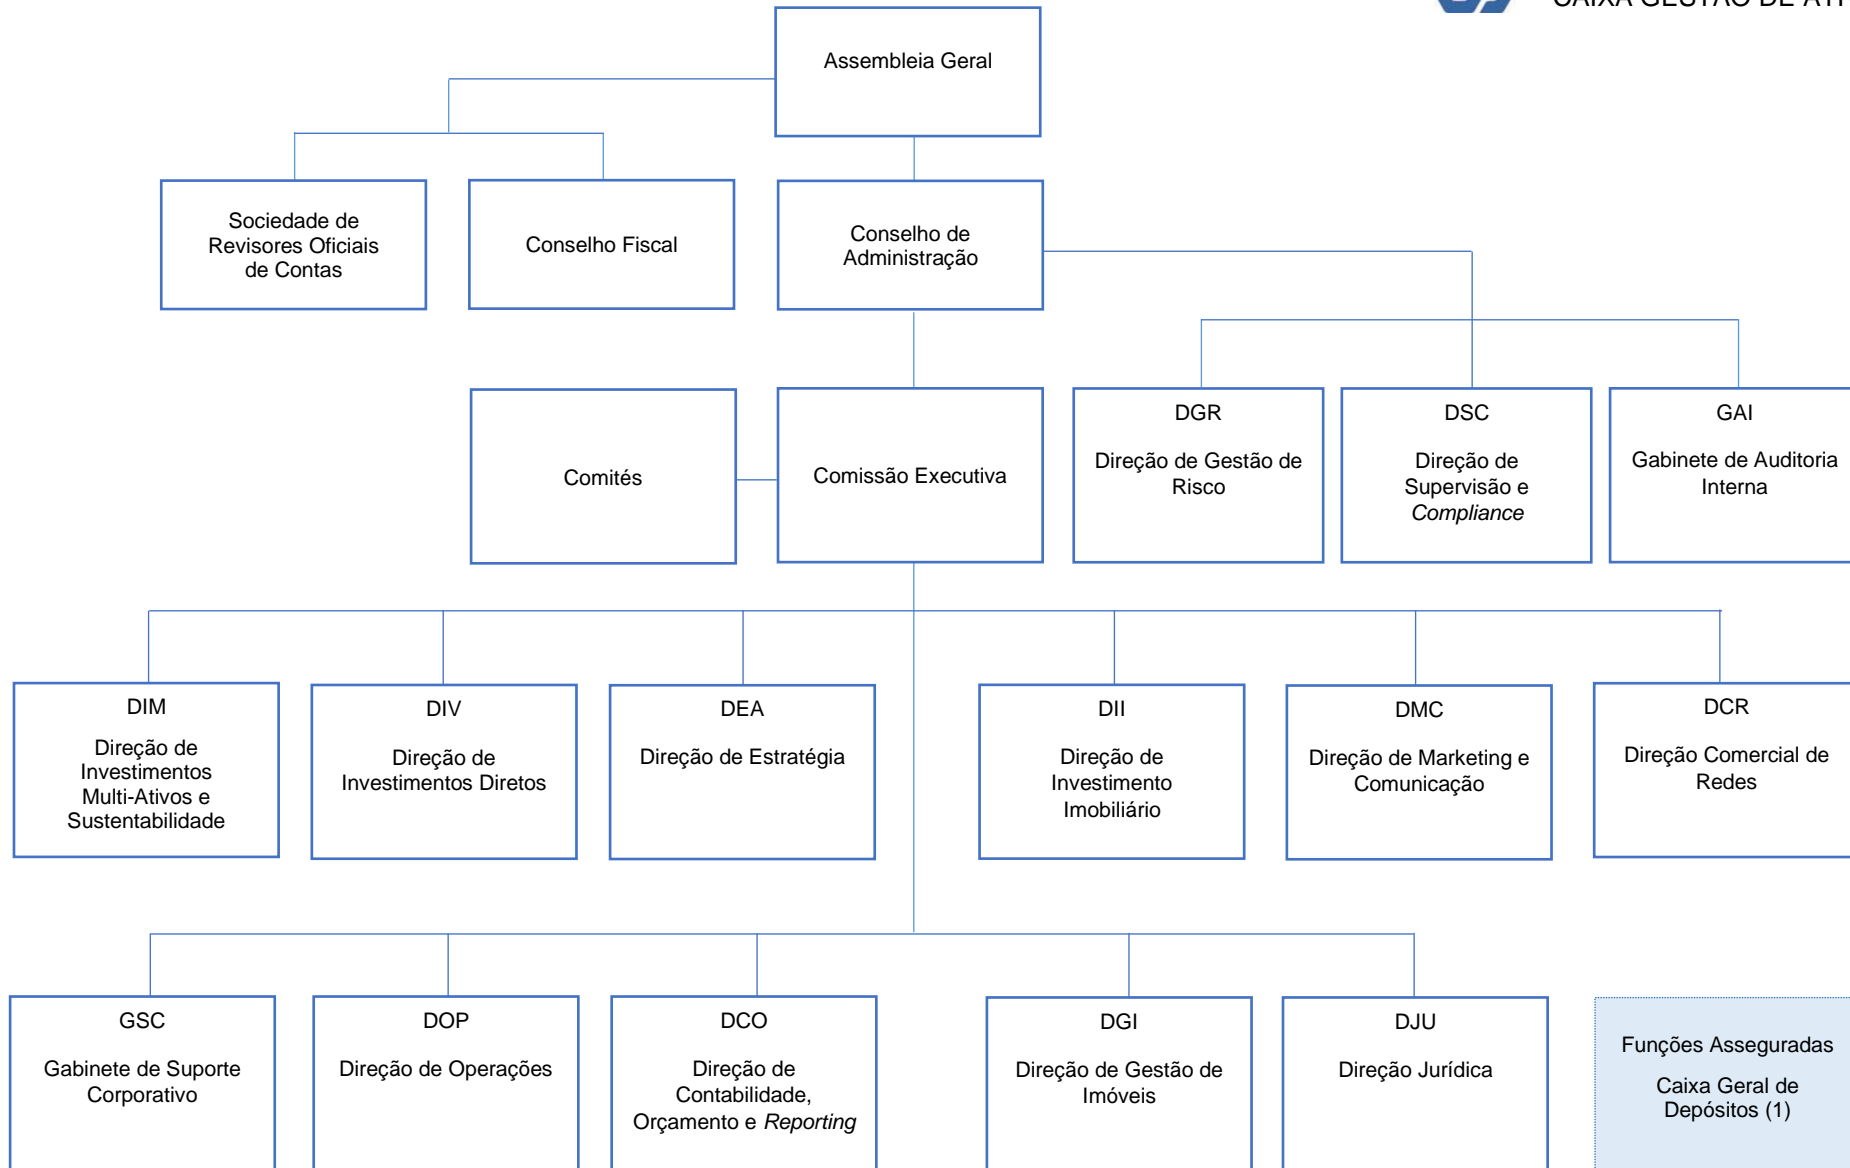 CAIXA GESTÃO DE
Assembleia Geral
Sociedade de
Revisores Oficiais
de Contas
Conselho Fiscal
Conselho de
Administração
Comités
Comissão Executiva
DGR
Direção de Gestão de
Risco
DSC
Direção de
Supervisão e
Compliance
GAI
Gabinete de Auditoria
Interna
DIM
Direção de
Investimentos
Multi-Ativos e
Sustentabilidade
DIV
Direção de
Investimentos Diretos
DEA
Direção de Estratégia
DII
Direção de
Investimento
Imobiliário
DMC
Direção de Marketing e
Comunicação
DCR
Direção Comercial de
Redes
GSC
Gabinete de Suporte
Corporativo
DOP
Direção de Operações
DCO
Direção de
Contabilidade,
Orçamento e Reporting
DGI
Direção de Gestão de
Imóveis
DJU
Direção Jurídica
Funções Asseguradas
Caixa Geral de
Depósitos (1)